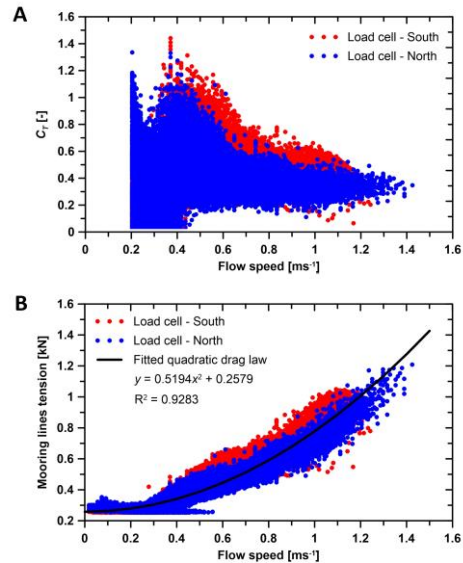 A
1.6
1.4
1.2
1
0.8
0.6
0.4
0.2
0
C_T [-]
Load cell - South
Load cell - North
0 0.2 0.4 0.6 0.8 1 1.2 1.4 1.6
Flow speed [ms⁻¹]
B
1.6
1.4
1.2
1
0.8
0.6
0.4
0.2
Mooring lines tension [kN]
Load cell - South
Load cell - North
Fitted quadratic drag law
y = 0.5194x² + 0.2579
R² = 0.9283
0 0.2 0.4 0.6 0.8 1 1.2 1.4 1.6
Flow speed [ms⁻¹]